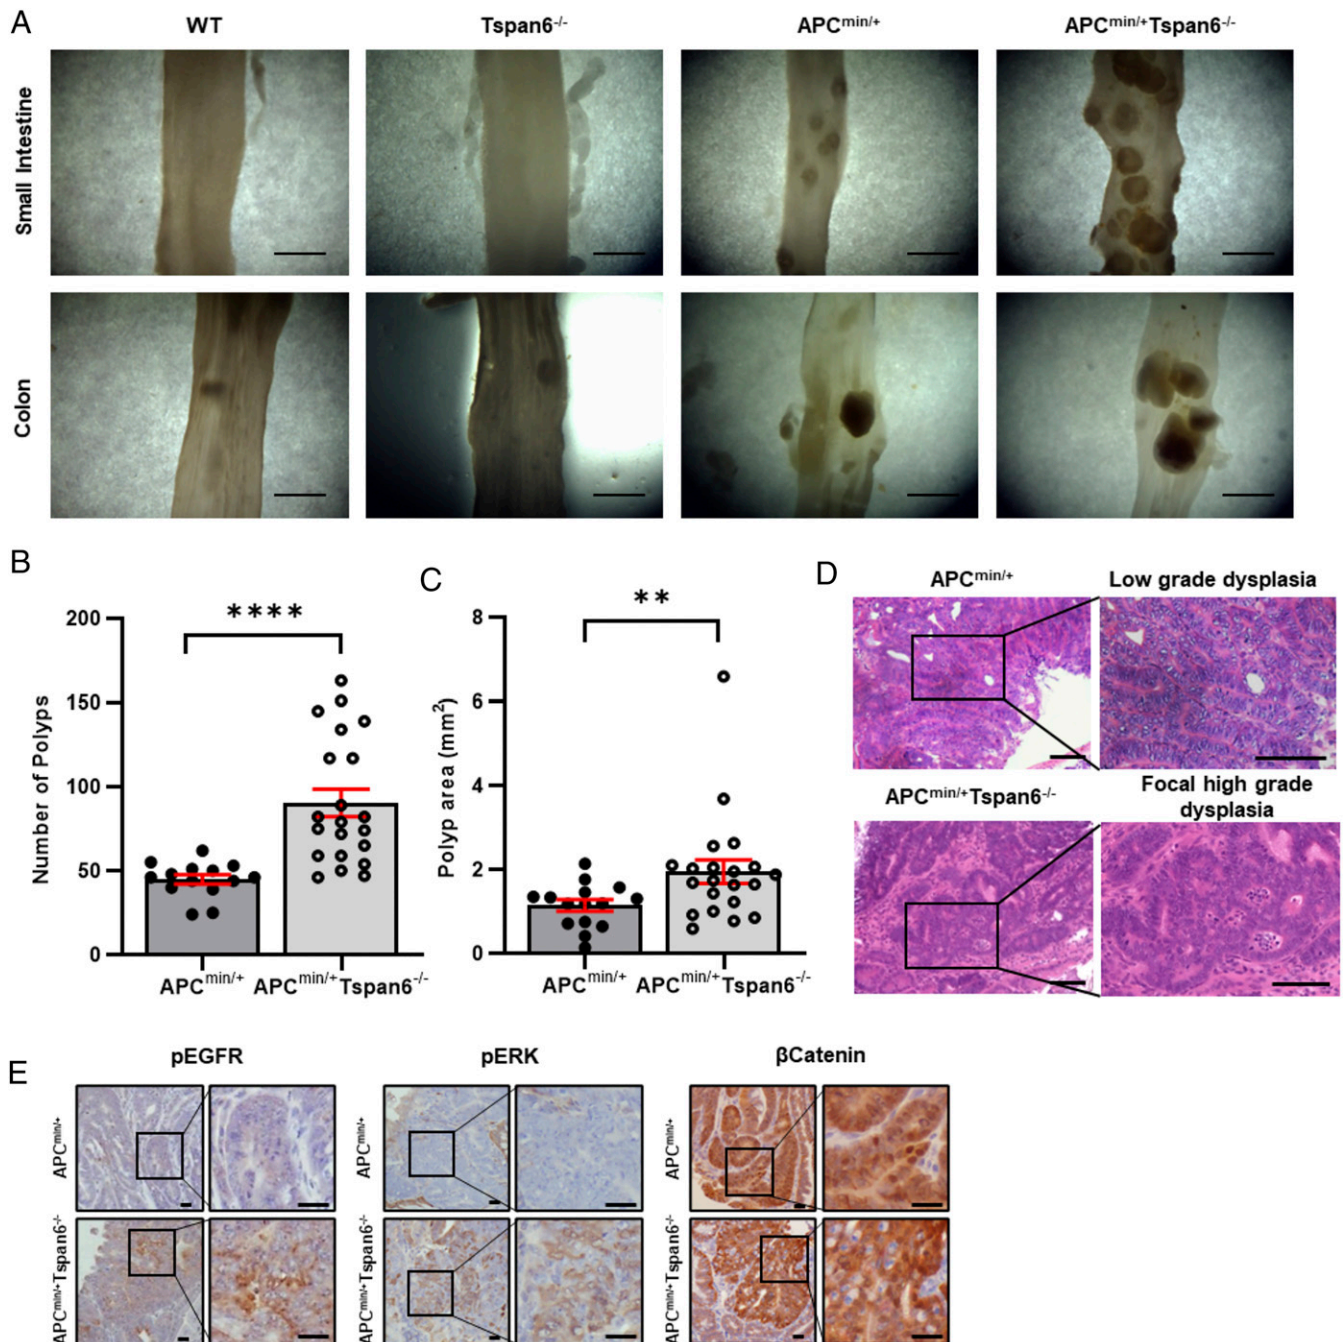 A
WT
Tspan6-/-
APCmin/+
APCmin/+Tspan6-/-
Small Intestine
Colon
B
Number of Polyps
200
150
100
50
0
****
APCmin/+
APCmin/+Tspan6-/-
C
Polyp area (mm2)
8
6
4
2
0
**
APCmin/+
APCmin/+Tspan6-/-
D
APCmin/+
Low grade dysplasia
APCmin/+Tspan6-/-
Focal high grade
dysplasia
E
pEGFR
pERK
βCatenin
APCmin/+
APCmin/+
APCmin/+
APCmin/+Tspan6-/-
APCmin/+Tspan6-/-
APCmin/+Tspan6-/-